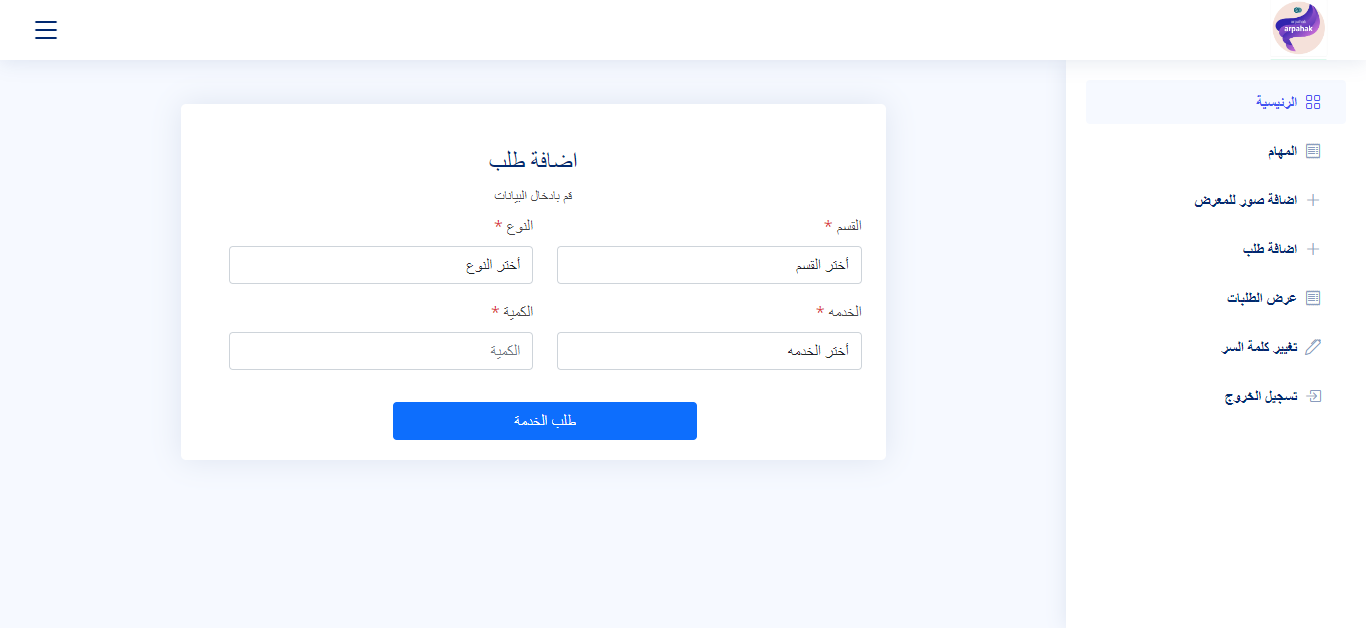 arpahak
الرئيسية
المهام
اضافة صور للمعرض
اضافة طلب
عرض الطلبات
تغيير كلمة السر
تسجيل الخروج
اضافة طلب
قم بادخال البيانات
القسم *
النوع *
أختر القسم
أختر النوع
الخدمه *
الكمية *
أختر الخدمه
الكمية
طلب الخدمة